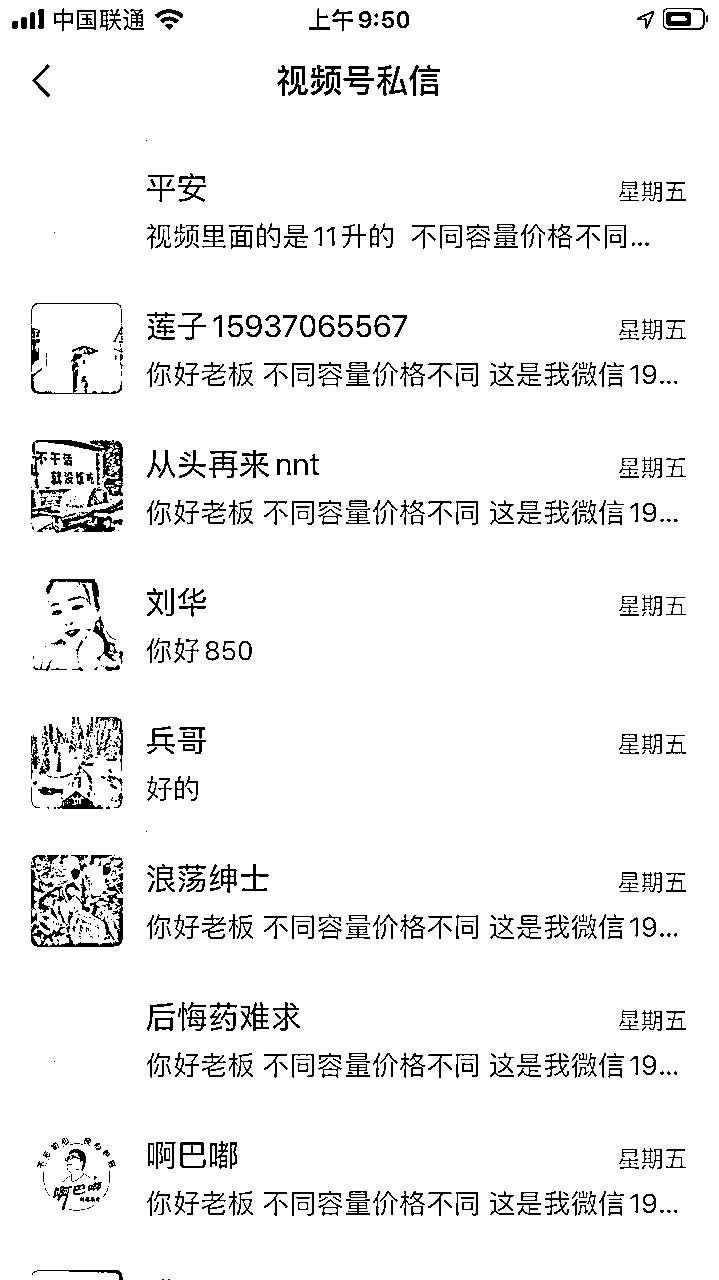 中国联通
上午9:50
视频号私信
平安
星期五
视频里面的是11升的 不同容量价格不同...
莲子15937065567
星期五
你好老板 不同容量价格不同 这是我微信19...
不干活
就没饭吃
从头再来nnt
星期五
你好老板 不同容量价格不同 这是我微信19...
刘华
星期五
你好850
兵哥
星期五
好的
浪荡绅士
星期五
你好老板 不同容量价格不同 这是我微信19...
后悔药难求
星期五
你好老板 不同容量价格不同 这是我微信19...
啊巴嘟
啊巴嘟
星期五
你好老板 不同容量价格不同 这是我微信19...